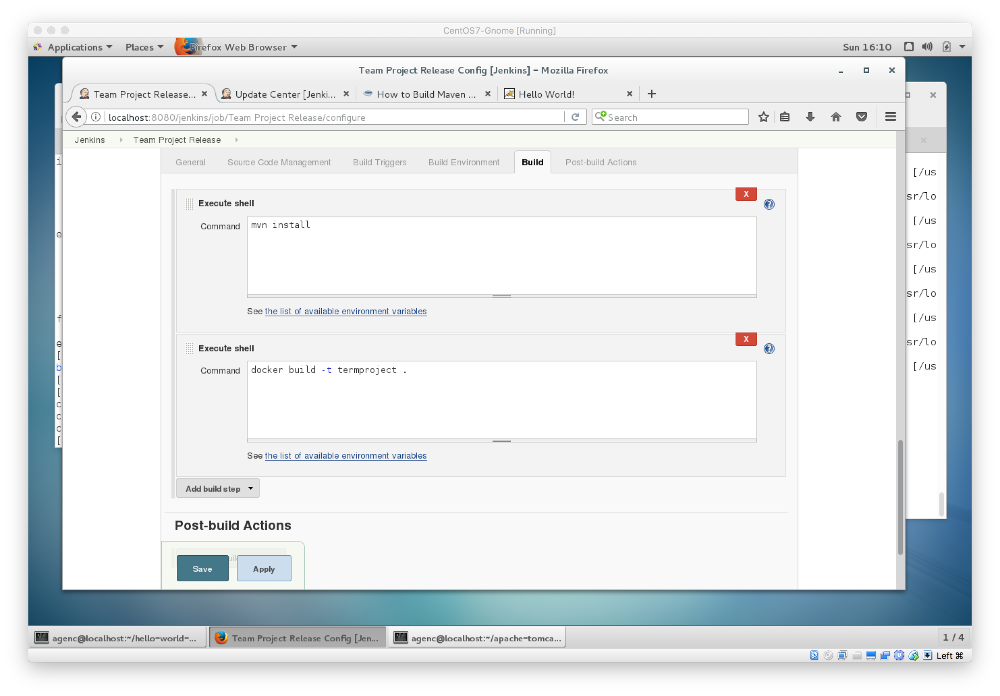 CentOS7-Gnome [Running]
Applications Places Firefox Web Browser Sun 16:10
Team Project Release Config [Jenkins] – Mozilla Firefox
Team Project Release... Update Center [Jenki... How to Build Maven ... Hello World!
localhost:8080/jenkins/job/Team Project Release/configure Search
Jenkins Team Project Release
General Source Code Management Build Triggers Build Environment Build Post-build Actions
i
[/us
sr/lo
e
[/us
sr/lo
[/us
sr/lo
f
[/us
e
sr/lo
[
b
[/us
[
[
c
c
c
[
X
Execute shell
Command mvn install
See the list of available environment variables
X
Execute shell
Command docker build -t termproject .
See the list of available environment variables
Add build step
Post-build Actions
Save Apply
agenc@localhost:~/hello-world-... Team Project Release Config [Jen... agenc@localhost:~/apache-tomca... 1 / 4
Left ⌘